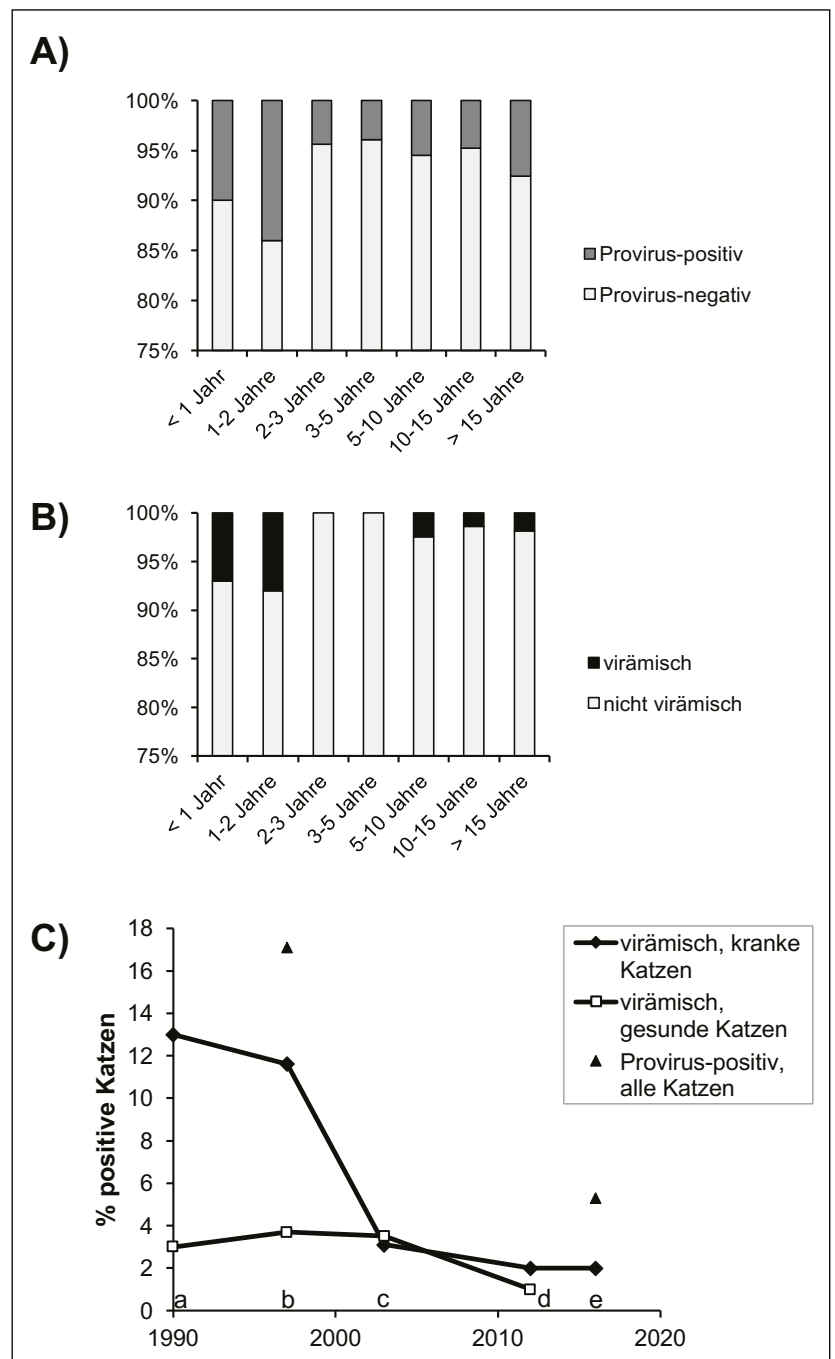 A)
100%
95%
90%
85%
80%
75%
< 1 Jahr
1-2 Jahre
2-3 Jahre
3-5 Jahre
5-10 Jahre
10-15 Jahre
> 15 Jahre
Provirus-positiv
Provirus-negativ
B)
100%
95%
90%
85%
80%
75%
< 1 Jahr
1-2 Jahre
2-3 Jahre
3-5 Jahre
5-10 Jahre
10-15 Jahre
> 15 Jahre
virämisch
nicht virämisch
C)
% positive Katzen
18
16
14
12
10
8
6
4
2
0
a
b
c
d
e
1990
2000
2010
2020
virämisch, kranke
Katzen
virämisch,
gesunde Katzen
Provirus-positiv,
alle Katzen